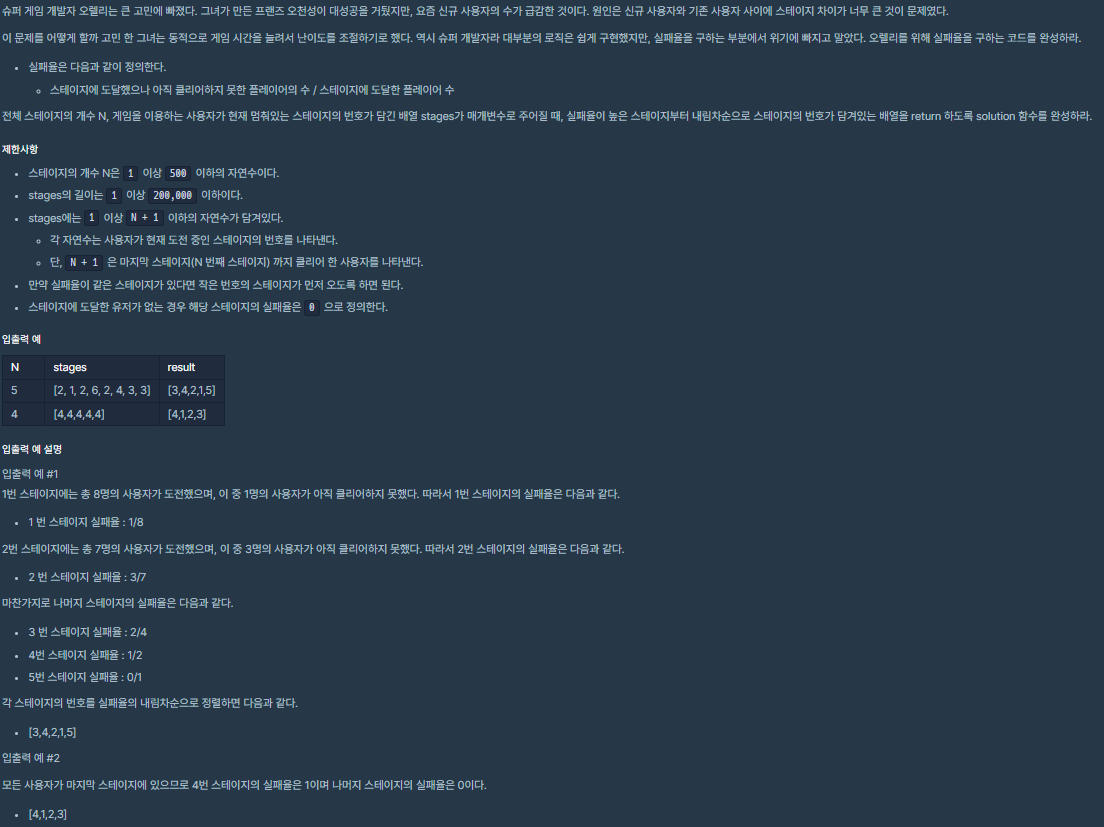 슈퍼 게임 개발자 오렐리는 큰 고민에 빠졌다. 그녀가 만든 프랜즈 오천성이 대성공을 거뒀지만, 요즘 신규 사용자의 수가 급감한 것이다. 원인은 신규 사용자와 기존 사용자 사이에 스테이지 차이가 너무 큰 것이 문제였다.
이 문제를 어떻게 할까 고민 한 그녀는 동적으로 게임 시간을 늘려서 난이도를 조절하기로 했다. 역시 슈퍼 개발자라 대부분의 로직은 쉽게 구현했지만, 실패율을 구하는 부분에서 위기에 빠지고 말았다. 오렐리를 위해 실패율을 구하는 코드를 완성하라.
• 실패율은 다음과 같이 정의한다.
◦ 스테이지에 도달했으나 아직 클리어하지 못한 플레이어의 수 / 스테이지에 도달한 플레이어 수
전체 스테이지의 개수 N, 게임을 이용하는 사용자가 현재 멈춰있는 스테이지의 번호가 담긴 배열 stages가 매개변수로 주어질 때, 실패율이 높은 스테이지부터 내림차순으로 스테이지의 번호가 담겨있는 배열을 return 하도록 solution 함수를 완성하라.
제한사항
• 스테이지의 개수 N은 1 이상 500 이하의 자연수이다.
• stages의 길이는 1 이상 200,000 이하이다.
• stages에는 1 이상 N + 1 이하의 자연수가 담겨있다.
◦ 각 자연수는 사용자가 현재 도전 중인 스테이지의 번호를 나타낸다.
◦ 단, N + 1 은 마지막 스테이지(N 번째 스테이지) 까지 클리어 한 사용자를 나타낸다.
• 만약 실패율이 같은 스테이지가 있다면 작은 번호의 스테이지가 먼저 오도록 하면 된다.
• 스테이지에 도달한 유저가 없는 경우 해당 스테이지의 실패율은 0 으로 정의한다.
입출력 예
N stages result
5 [2, 1, 2, 6, 2, 4, 3, 3] [3,4,2,1,5]
4 [4,4,4,4,4] [4,1,2,3]
입출력 예 설명
입출력 예 #1
1번 스테이지에는 총 8명의 사용자가 도전했으며, 이 중 1명의 사용자가 아직 클리어하지 못했다. 따라서 1번 스테이지의 실패율은 다음과 같다.
• 1 번 스테이지 실패율 : 1/8
2번 스테이지에는 총 7명의 사용자가 도전했으며, 이 중 3명의 사용자가 아직 클리어하지 못했다. 따라서 2번 스테이지의 실패율은 다음과 같다.
• 2 번 스테이지 실패율 : 3/7
마찬가지로 나머지 스테이지의 실패율은 다음과 같다.
• 3 번 스테이지 실패율 : 2/4
• 4번 스테이지 실패율 : 1/2
• 5번 스테이지 실패율 : 0/1
각 스테이지의 번호를 실패율의 내림차순으로 정렬하면 다음과 같다.
• [3,4,2,1,5]
입출력 예 #2
모든 사용자가 마지막 스테이지에 있으므로 4번 스테이지의 실패율은 1이며 나머지 스테이지의 실패율은 0이다.
• [4,1,2,3]